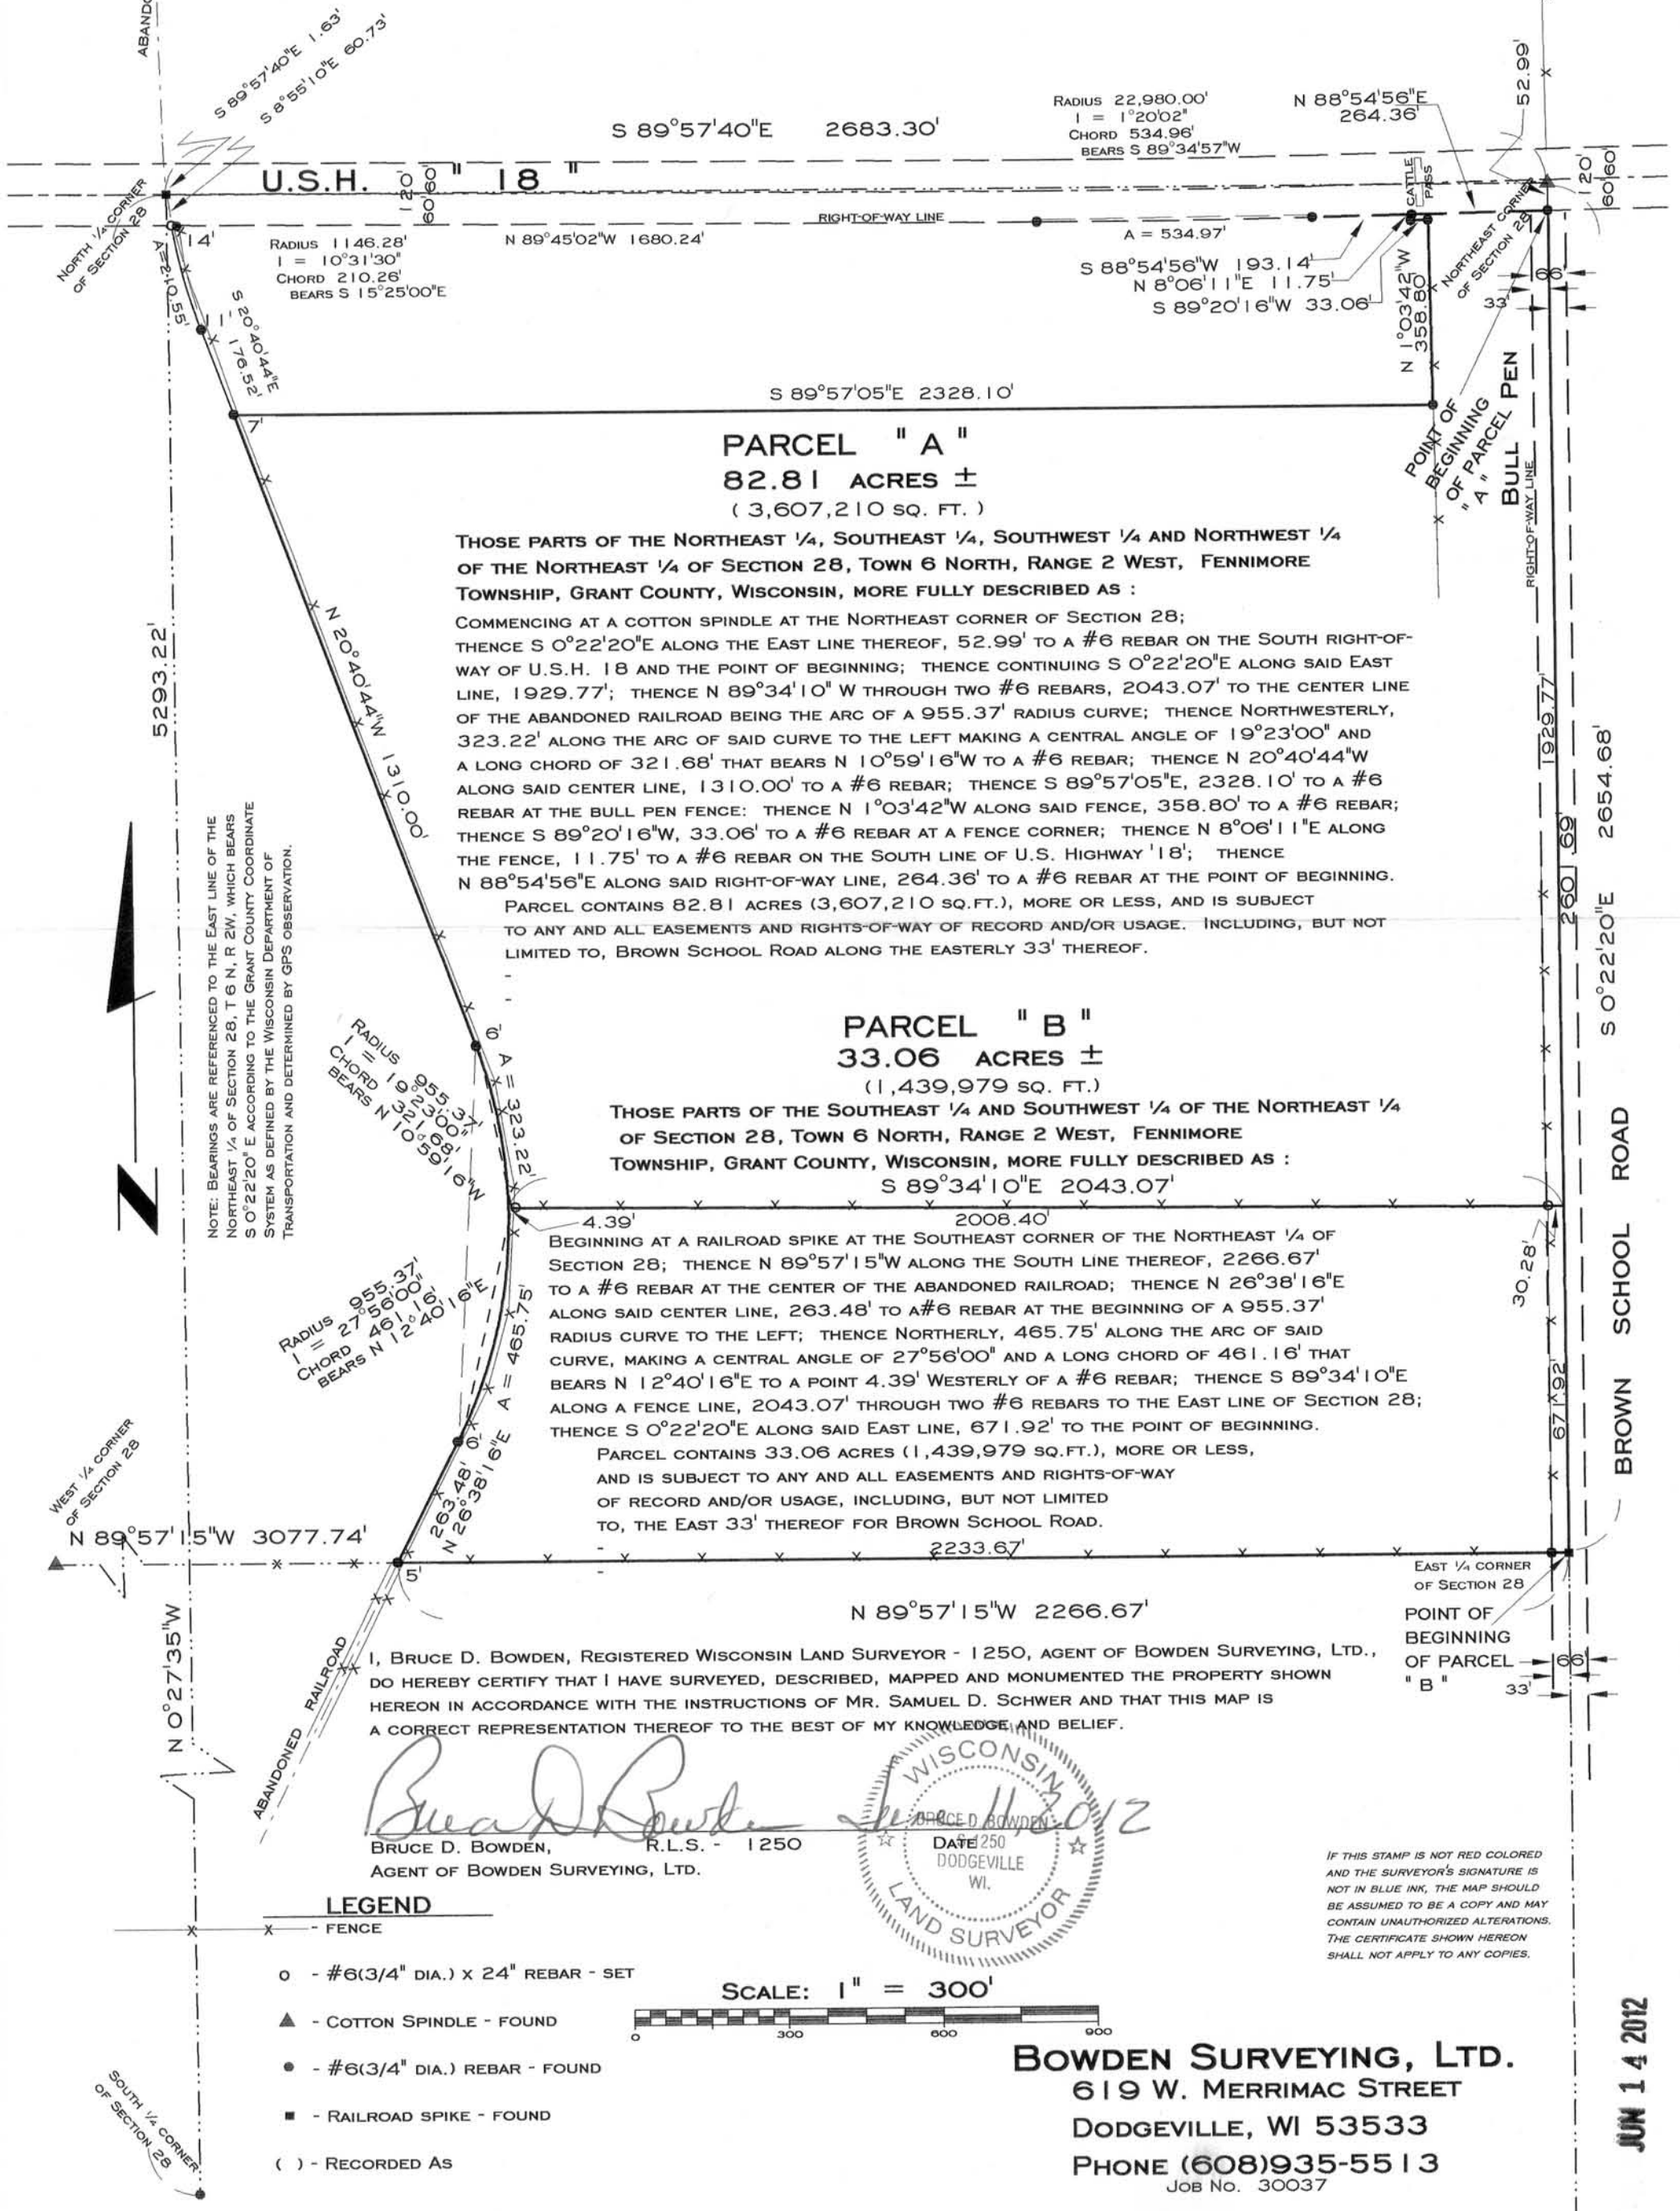 ABANDO
S 89°57'40"E 1.63'
S 8°55'10"E 60.73'
S 89°57'40"E 2683.30'
RADIUS 22,980.00'
I = 1°20'02"
CHORD 534.96'
BEARS S 89°34'57"W
N 88°54'56"E
264.36'
52.99'
NORTH 1/4 CORNER
OF SECTION 28
U.S.H. " 18 "
120'
60' 60'
CATTLE
PASS
120'
60' 60'
RIGHT-OF-WAY LINE
14'
A=210.55'
RADIUS 1146.28'
I = 10°31'30"
CHORD 210.26'
BEARS S 15°25'00"E
N 89°45'02"W 1680.24'
A = 534.97'
S 88°54'56"W 193.14'
N 8°06'11"E 11.75'
S 89°20'16"W 33.06'
N 1°03'42"W
358.80'
NORTHEAST CORNER
OF SECTION 28
66'
33'
S 20°40'44"E
176.52'
7'
S 89°57'05"E 2328.10'
POINT OF
BEGINNING
OF PARCEL
" A "
BULL PEN
RIGHT-OF-WAY LINE
PARCEL " A "
82.81 ACRES ±
( 3,607,210 SQ. FT. )
THOSE PARTS OF THE NORTHEAST 1/4, SOUTHEAST 1/4, SOUTHWEST 1/4 AND NORTHWEST 1/4
OF THE NORTHEAST 1/4 OF SECTION 28, TOWN 6 NORTH, RANGE 2 WEST, FENNIMORE
TOWNSHIP, GRANT COUNTY, WISCONSIN, MORE FULLY DESCRIBED AS :
COMMENCING AT A COTTON SPINDLE AT THE NORTHEAST CORNER OF SECTION 28;
THENCE S 0°22'20"E ALONG THE EAST LINE THEREOF, 52.99' TO A #6 REBAR ON THE SOUTH RIGHT-OF-
WAY OF U.S.H. 18 AND THE POINT OF BEGINNING; THENCE CONTINUING S 0°22'20"E ALONG SAID EAST
LINE, 1929.77'; THENCE N 89°34'10" W THROUGH TWO #6 REBARS, 2043.07' TO THE CENTER LINE
OF THE ABANDONED RAILROAD BEING THE ARC OF A 955.37' RADIUS CURVE; THENCE NORTHWESTERLY,
323.22' ALONG THE ARC OF SAID CURVE TO THE LEFT MAKING A CENTRAL ANGLE OF 19°23'00" AND
A LONG CHORD OF 321.68' THAT BEARS N 10°59'16"W TO A #6 REBAR; THENCE N 20°40'44"W
ALONG SAID CENTER LINE, 1310.00' TO A #6 REBAR; THENCE S 89°57'05"E, 2328.10' TO A #6
REBAR AT THE BULL PEN FENCE: THENCE N 1°03'42"W ALONG SAID FENCE, 358.80' TO A #6 REBAR;
THENCE S 89°20'16"W, 33.06' TO A #6 REBAR AT A FENCE CORNER; THENCE N 8°06'11"E ALONG
THE FENCE, 11.75' TO A #6 REBAR ON THE SOUTH LINE OF U.S. HIGHWAY '18'; THENCE
N 88°54'56"E ALONG SAID RIGHT-OF-WAY LINE, 264.36' TO A #6 REBAR AT THE POINT OF BEGINNING.
PARCEL CONTAINS 82.81 ACRES (3,607,210 SQ.FT.), MORE OR LESS, AND IS SUBJECT
TO ANY AND ALL EASEMENTS AND RIGHTS-OF-WAY OF RECORD AND/OR USAGE. INCLUDING, BUT NOT
LIMITED TO, BROWN SCHOOL ROAD ALONG THE EASTERLY 33' THEREOF.
5293.22'
N 20°40'44"W 1310.00'
NOTE: BEARINGS ARE REFERENCED TO THE EAST LINE OF THE
NORTHEAST 1/4 OF SECTION 28, T 6 N, R 2W, WHICH BEARS
S 0°22'20" E ACCORDING TO THE GRANT COUNTY COORDINATE
SYSTEM AS DEFINED BY THE WISCONSIN DEPARTMENT OF
TRANSPORTATION AND DETERMINED BY GPS OBSERVATION.
1929.77'
2601.69'
S 0°22'20"E 2654.68'
N
6'
RADIUS 955.37'
I = 19°23'00"
CHORD 321.68'
BEARS N 10°59'16"W
A = 323.22'
PARCEL " B "
33.06 ACRES ±
(1,439,979 SQ. FT.)
THOSE PARTS OF THE SOUTHEAST 1/4 AND SOUTHWEST 1/4 OF THE NORTHEAST 1/4
OF SECTION 28, TOWN 6 NORTH, RANGE 2 WEST, FENNIMORE
TOWNSHIP, GRANT COUNTY, WISCONSIN, MORE FULLY DESCRIBED AS :
S 89°34'10"E 2043.07'
4.39'
2008.40'
30.28'
BEGINNING AT A RAILROAD SPIKE AT THE SOUTHEAST CORNER OF THE NORTHEAST 1/4 OF
SECTION 28; THENCE N 89°57'15"W ALONG THE SOUTH LINE THEREOF, 2266.67'
TO A #6 REBAR AT THE CENTER OF THE ABANDONED RAILROAD; THENCE N 26°38'16"E
ALONG SAID CENTER LINE, 263.48' TO A#6 REBAR AT THE BEGINNING OF A 955.37'
RADIUS CURVE TO THE LEFT; THENCE NORTHERLY, 465.75' ALONG THE ARC OF SAID
CURVE, MAKING A CENTRAL ANGLE OF 27°56'00" AND A LONG CHORD OF 461.16' THAT
BEARS N 12°40'16"E TO A POINT 4.39' WESTERLY OF A #6 REBAR; THENCE S 89°34'10"E
ALONG A FENCE LINE, 2043.07' THROUGH TWO #6 REBARS TO THE EAST LINE OF SECTION 28;
THENCE S 0°22'20"E ALONG SAID EAST LINE, 671.92' TO THE POINT OF BEGINNING.
PARCEL CONTAINS 33.06 ACRES (1,439,979 SQ.FT.), MORE OR LESS,
AND IS SUBJECT TO ANY AND ALL EASEMENTS AND RIGHTS-OF-WAY
OF RECORD AND/OR USAGE, INCLUDING, BUT NOT LIMITED
TO, THE EAST 33' THEREOF FOR BROWN SCHOOL ROAD.
RADIUS 955.37'
I = 27°56'00"
CHORD 461.16'
BEARS N 12°40'16"E
A = 465.75'
6'
263.48'
N 26°38'16"E
671.92'
BROWN SCHOOL ROAD
WEST 1/4 CORNER
OF SECTION 28
N 89°57'15"W 3077.74'
5'
2233.67'
N 89°57'15"W 2266.67'
EAST 1/4 CORNER
OF SECTION 28
POINT OF
BEGINNING
OF PARCEL
" B "
66'
33'
N 0°27'35"W
ABANDONED RAILROAD
I, BRUCE D. BOWDEN, REGISTERED WISCONSIN LAND SURVEYOR - 1250, AGENT OF BOWDEN SURVEYING, LTD.,
DO HEREBY CERTIFY THAT I HAVE SURVEYED, DESCRIBED, MAPPED AND MONUMENTED THE PROPERTY SHOWN
HEREON IN ACCORDANCE WITH THE INSTRUCTIONS OF MR. SAMUEL D. SCHWER AND THAT THIS MAP IS
A CORRECT REPRESENTATION THEREOF TO THE BEST OF MY KNOWLEDGE AND BELIEF.
Bruce D Bowden June 11, 2012
BRUCE D. BOWDEN, R.L.S. - 1250 DATE
AGENT OF BOWDEN SURVEYING, LTD.
WISCONSIN
BRUCE D. BOWDEN
S-1250
DODGEVILLE
WI.
LAND SURVEYOR
IF THIS STAMP IS NOT RED COLORED
AND THE SURVEYOR'S SIGNATURE IS
NOT IN BLUE INK, THE MAP SHOULD
BE ASSUMED TO BE A COPY AND MAY
CONTAIN UNAUTHORIZED ALTERATIONS.
THE CERTIFICATE SHOWN HEREON
SHALL NOT APPLY TO ANY COPIES.
LEGEND
- FENCE
- #6(3/4" DIA.) X 24" REBAR - SET
- COTTON SPINDLE - FOUND
- #6(3/4" DIA.) REBAR - FOUND
- RAILROAD SPIKE - FOUND
( ) - RECORDED AS
SCALE: 1" = 300'
0 300 600 900
SOUTH 1/4 CORNER
OF SECTION 28
BOWDEN SURVEYING, LTD.
619 W. MERRIMAC STREET
DODGEVILLE, WI 53533
PHONE (608)935-5513
JOB NO. 30037
JUN 14 2012